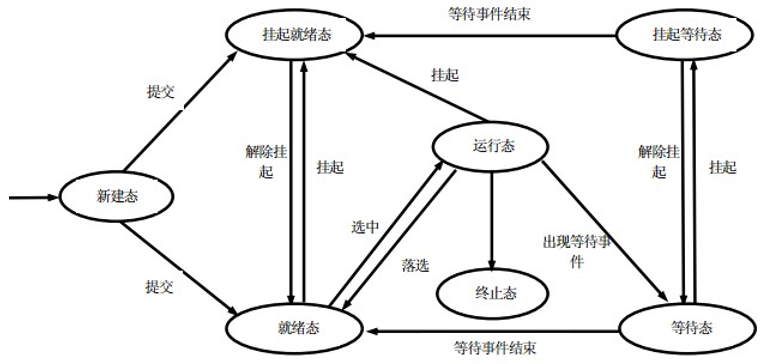 等待事件结束
挂起就绪态
挂起等待态
挂起
提交
运行态
解除挂
起
挂起
解除挂
起
挂起
新建态
选中
出现等待事
件
落选
提交
终止态
就绪态
等待态
等待事件结束